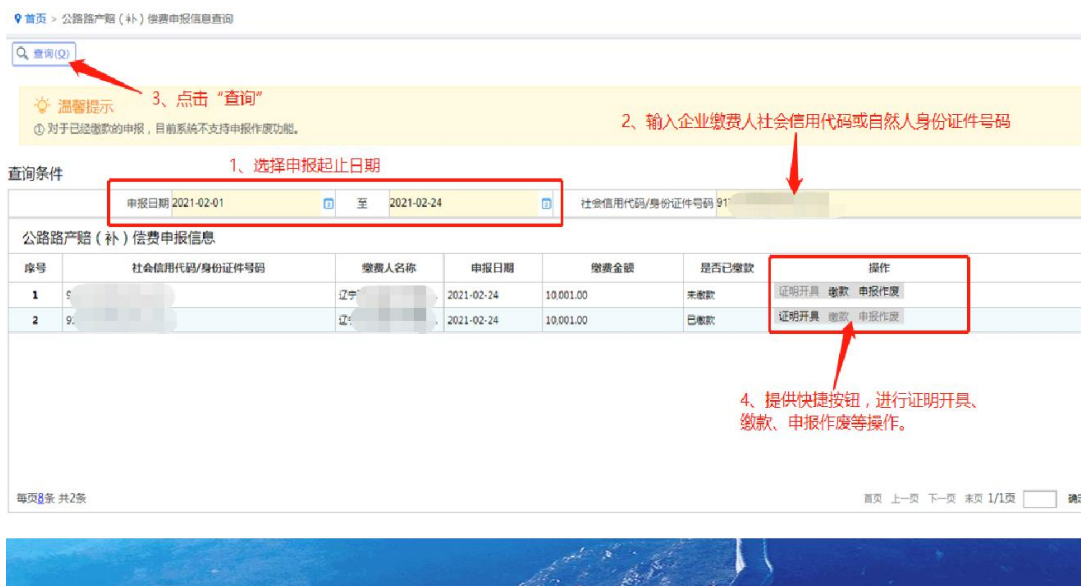 首页 > 公路路产赔(补)偿费申报信息查询
查询(Q)
3、点击“查询”
温馨提示
① 对于已经缴款的申报，目前系统不支持申报作废功能。
2、输入企业缴费人社会信用代码或自然人身份证件号码
1、选择申报起止日期
查询条件
申报日期 2021-02-01 至 2021-02-24 社会信用代码/身份证件号码 91
公路路产赔(补)偿费申报信息
序号 社会信用代码/身份证件号码 缴费人名称 申报日期 缴费金额 是否已缴款 操作
1 9 辽宁 2021-02-24 10,001.00 未缴款 证明开具 缴款 申报作废
2 9 辽宁 2021-02-24 10,001.00 已缴款 证明开具 缴款 申报作废
4、提供快捷按钮，进行证明开具、
缴款、申报作废等操作。
每页8条 共2条 首页 上一页 下一页 末页 1/1页